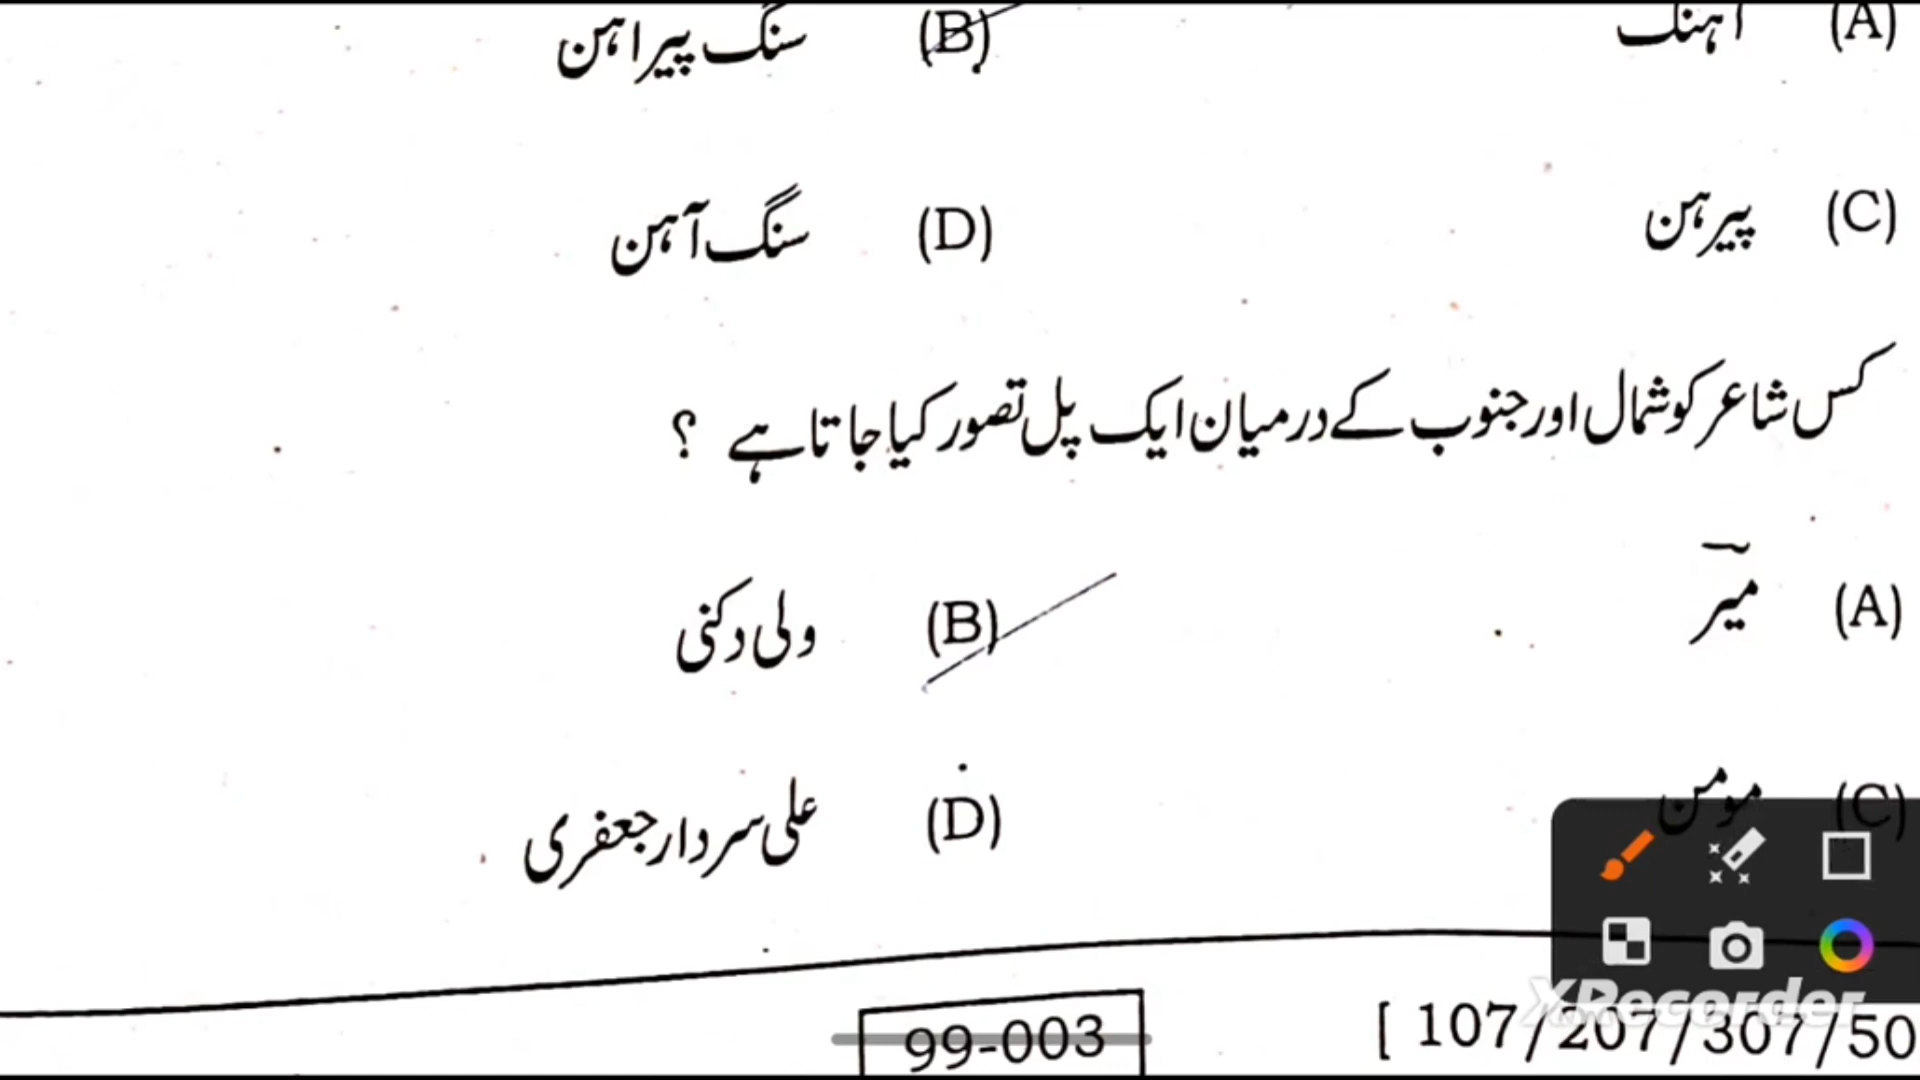 (A) آہنگ (B) سنگ پیراہن
(C) پیرہن (D) سنگ آہن
کس شاعر کو شمال اور جنوب کے درمیان ایک پل تصور کیا جاتا ہے ؟
(A) میر (B) ولی دکنی
(C) مومن (D) علی سردار جعفری
99-003 [ 107/207/307/50
XRecorder